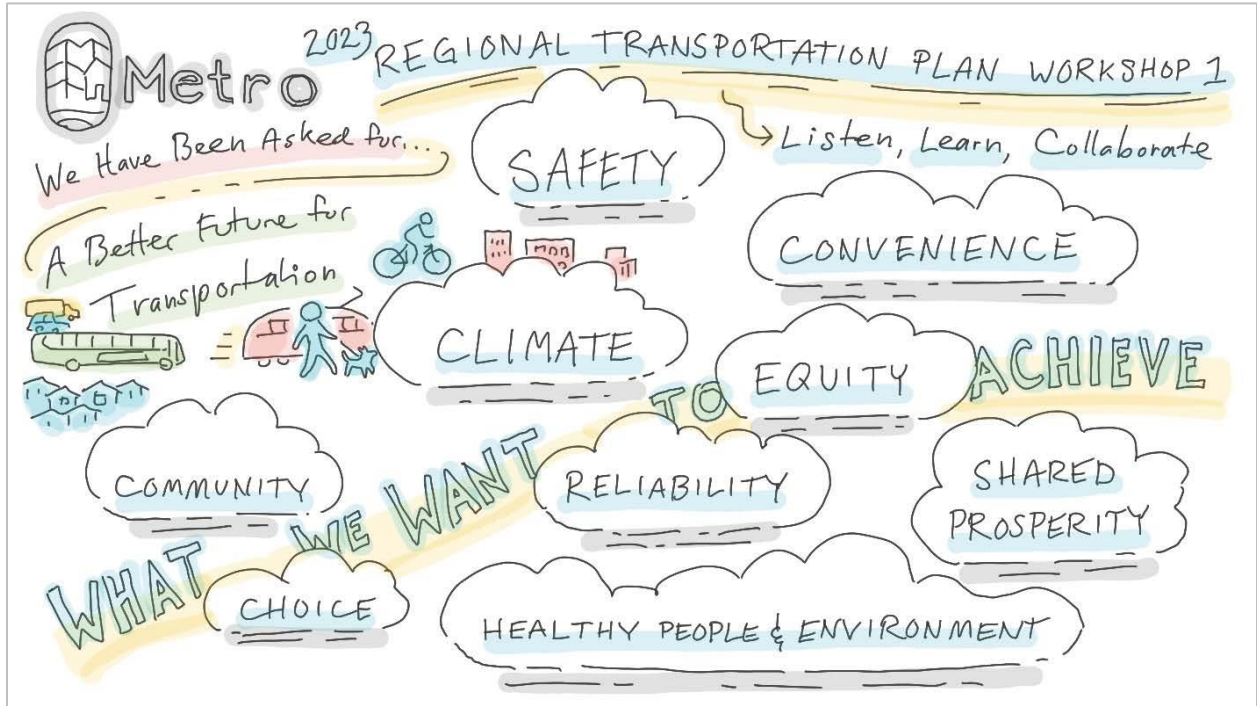 Metro
2023 REGIONAL TRANSPORTATION PLAN WORKSHOP 1
Listen, Learn, Collaborate
We Have Been Asked for...
A Better Future for
Transportation
SAFETY
CONVENIENCE
CLIMATE
EQUITY
COMMUNITY
RELIABILITY
SHARED
PROSPERITY
CHOICE
HEALTHY PEOPLE & ENVIRONMENT
WHAT WE WANT TO ACHIEVE